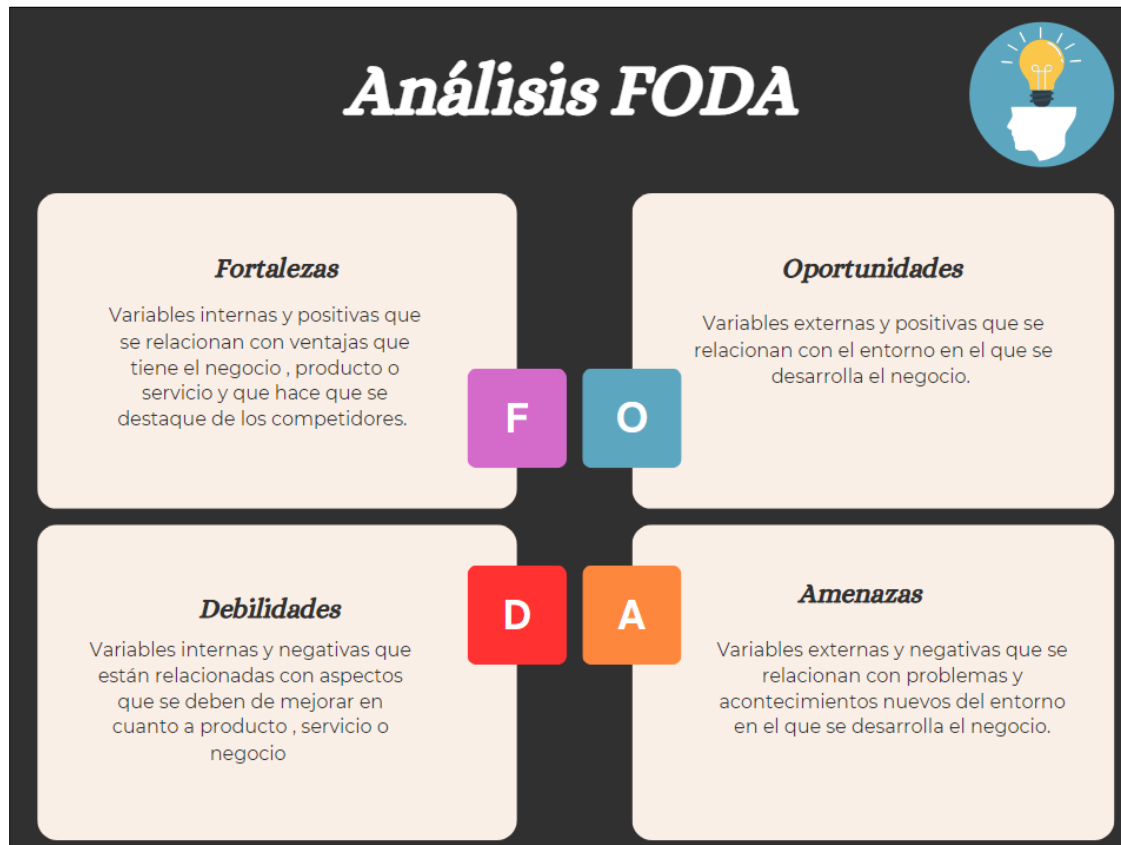 Análisis FODA
Fortalezas
Variables internas y positivas que
se relacionan con ventajas que
tiene el negocio , producto o
servicio y que hace que se
destaque de los competidores.
Oportunidades
Variables externas y positivas que se
relacionan con el entorno en el que se
desarrolla el negocio.
F
O
Debilidades
Variables internas y negativas que
están relacionadas con aspectos
que se deben de mejorar en
cuanto a producto , servicio o
negocio
D
A
Amenazas
Variables externas y negativas que se
relacionan con problemas y
acontecimientos nuevos del entorno
en el que se desarrolla el negocio.